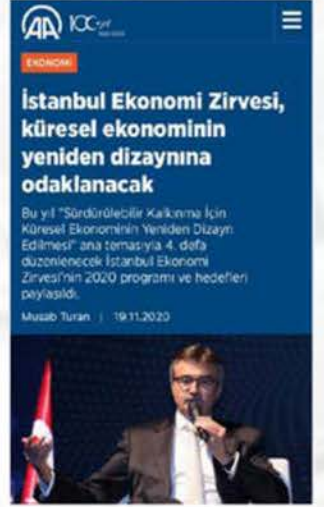 AA 100.yıl
EKONOMİ
İstanbul Ekonomi Zirvesi,
küresel ekonominin
yeniden dizaynına
odaklanacak
Bu yıl "Sürdürülebilir Kalkınma İçin
Küresel Ekonominin Yeniden Dizayn
Edilmesi" ana temasıyla 4. defa
düzenlenecek İstanbul Ekonomi
Zirvesi'nin 2020 programı ve hedefleri
paylaşıldı.
Musab Turan | 19.11.2020